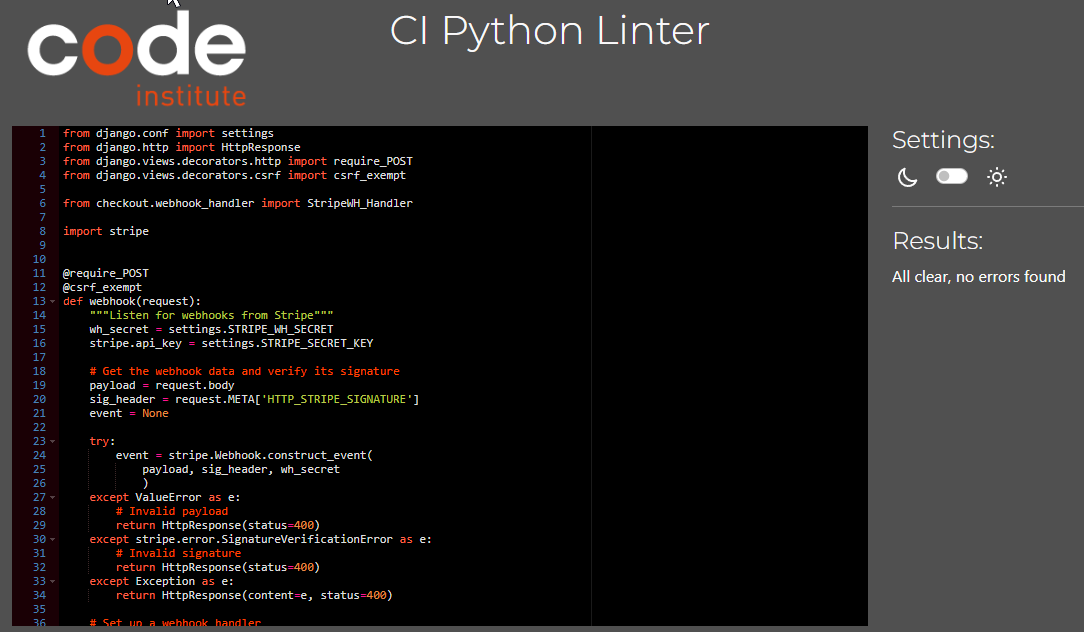 code
institute
CI Python Linter
1 from django.conf import settings
2 from django.http import HttpResponse
3 from django.views.decorators.http import require_POST
4 from django.views.decorators.csrf import csrf_exempt
5
6 from checkout.webhook_handler import StripeWH_Handler
7
8 import stripe
9
10
11 @require_POST
12 @csrf_exempt
13 def webhook(request):
14     """Listen for webhooks from Stripe"""
15     wh_secret = settings.STRIPE_WH_SECRET
16     stripe.api_key = settings.STRIPE_SECRET_KEY
17
18     # Get the webhook data and verify its signature
19     payload = request.body
20     sig_header = request.META['HTTP_STRIPE_SIGNATURE']
21     event = None
22
23     try:
24         event = stripe.Webhook.construct_event(
25             payload, sig_header, wh_secret
26             )
27     except ValueError as e:
28         # Invalid payload
29         return HttpResponse(status=400)
30     except stripe.error.SignatureVerificationError as e:
31         # Invalid signature
32         return HttpResponse(status=400)
33     except Exception as e:
34         return HttpResponse(content=e, status=400)
35
36     # Set up a webhook handler
Settings:
Results:
All clear, no errors found